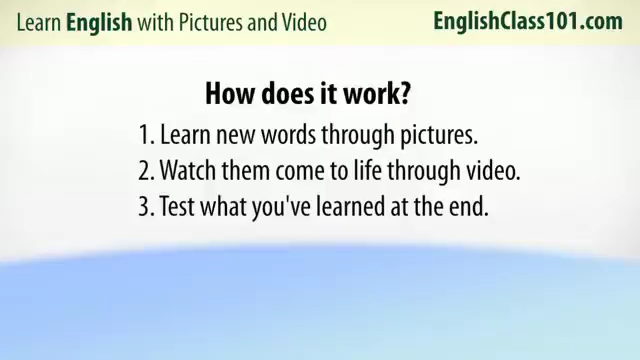 Learn English with Pictures and Video
EnglishClass101.com
How does it work?
1. Learn new words through pictures.
2. Watch them come to life through video.
3. Test what you've learned at the end.